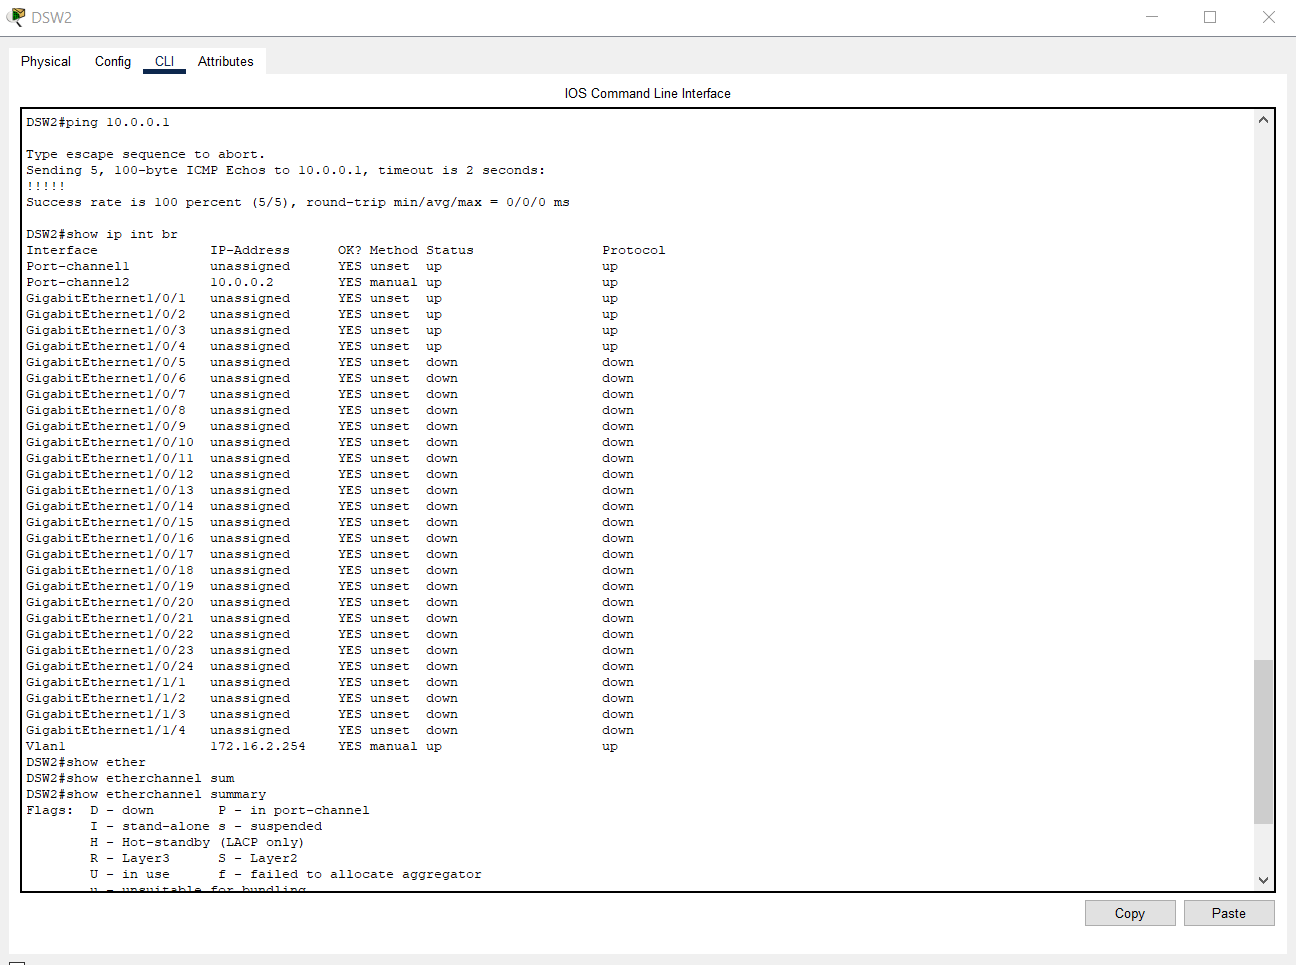 DSW2
Physical Config CLI Attributes
IOS Command Line Interface
DSW2#ping 10.0.0.1
Type escape sequence to abort.
Sending 5, 100-byte ICMP Echos to 10.0.0.1, timeout is 2 seconds:
!!!!!
Success rate is 100 percent (5/5), round-trip min/avg/max = 0/0/0 ms
DSW2#show ip int br
Interface IP-Address OK? Method Status Protocol
Port-channel1 unassigned YES unset up up
Port-channel2 10.0.0.2 YES manual up up
GigabitEthernet1/0/1 unassigned YES unset up up
GigabitEthernet1/0/2 unassigned YES unset up up
GigabitEthernet1/0/3 unassigned YES unset up up
GigabitEthernet1/0/4 unassigned YES unset up up
GigabitEthernet1/0/5 unassigned YES unset down down
GigabitEthernet1/0/6 unassigned YES unset down down
GigabitEthernet1/0/7 unassigned YES unset down down
GigabitEthernet1/0/8 unassigned YES unset down down
GigabitEthernet1/0/9 unassigned YES unset down down
GigabitEthernet1/0/10 unassigned YES unset down down
GigabitEthernet1/0/11 unassigned YES unset down down
GigabitEthernet1/0/12 unassigned YES unset down down
GigabitEthernet1/0/13 unassigned YES unset down down
GigabitEthernet1/0/14 unassigned YES unset down down
GigabitEthernet1/0/15 unassigned YES unset down down
GigabitEthernet1/0/16 unassigned YES unset down down
GigabitEthernet1/0/17 unassigned YES unset down down
GigabitEthernet1/0/18 unassigned YES unset down down
GigabitEthernet1/0/19 unassigned YES unset down down
GigabitEthernet1/0/20 unassigned YES unset down down
GigabitEthernet1/0/21 unassigned YES unset down down
GigabitEthernet1/0/22 unassigned YES unset down down
GigabitEthernet1/0/23 unassigned YES unset down down
GigabitEthernet1/0/24 unassigned YES unset down down
GigabitEthernet1/1/1 unassigned YES unset down down
GigabitEthernet1/1/2 unassigned YES unset down down
GigabitEthernet1/1/3 unassigned YES unset down down
GigabitEthernet1/1/4 unassigned YES unset down down
Vlan1 172.16.2.254 YES manual up up
DSW2#show ether
DSW2#show etherchannel sum
DSW2#show etherchannel summary
Flags: D - down P - in port-channel
I - stand-alone s - suspended
H - Hot-standby (LACP only)
R - Layer3 S - Layer2
U - in use f - failed to allocate aggregator
u - unsuitable for bundling
Copy Paste